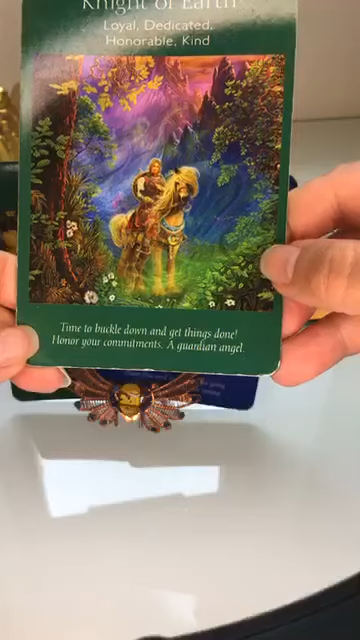 Knight of Earth
Loyal, Dedicated,
Honorable, Kind
Time to buckle down and get things done!
Honor your commitments. A guardian angel.